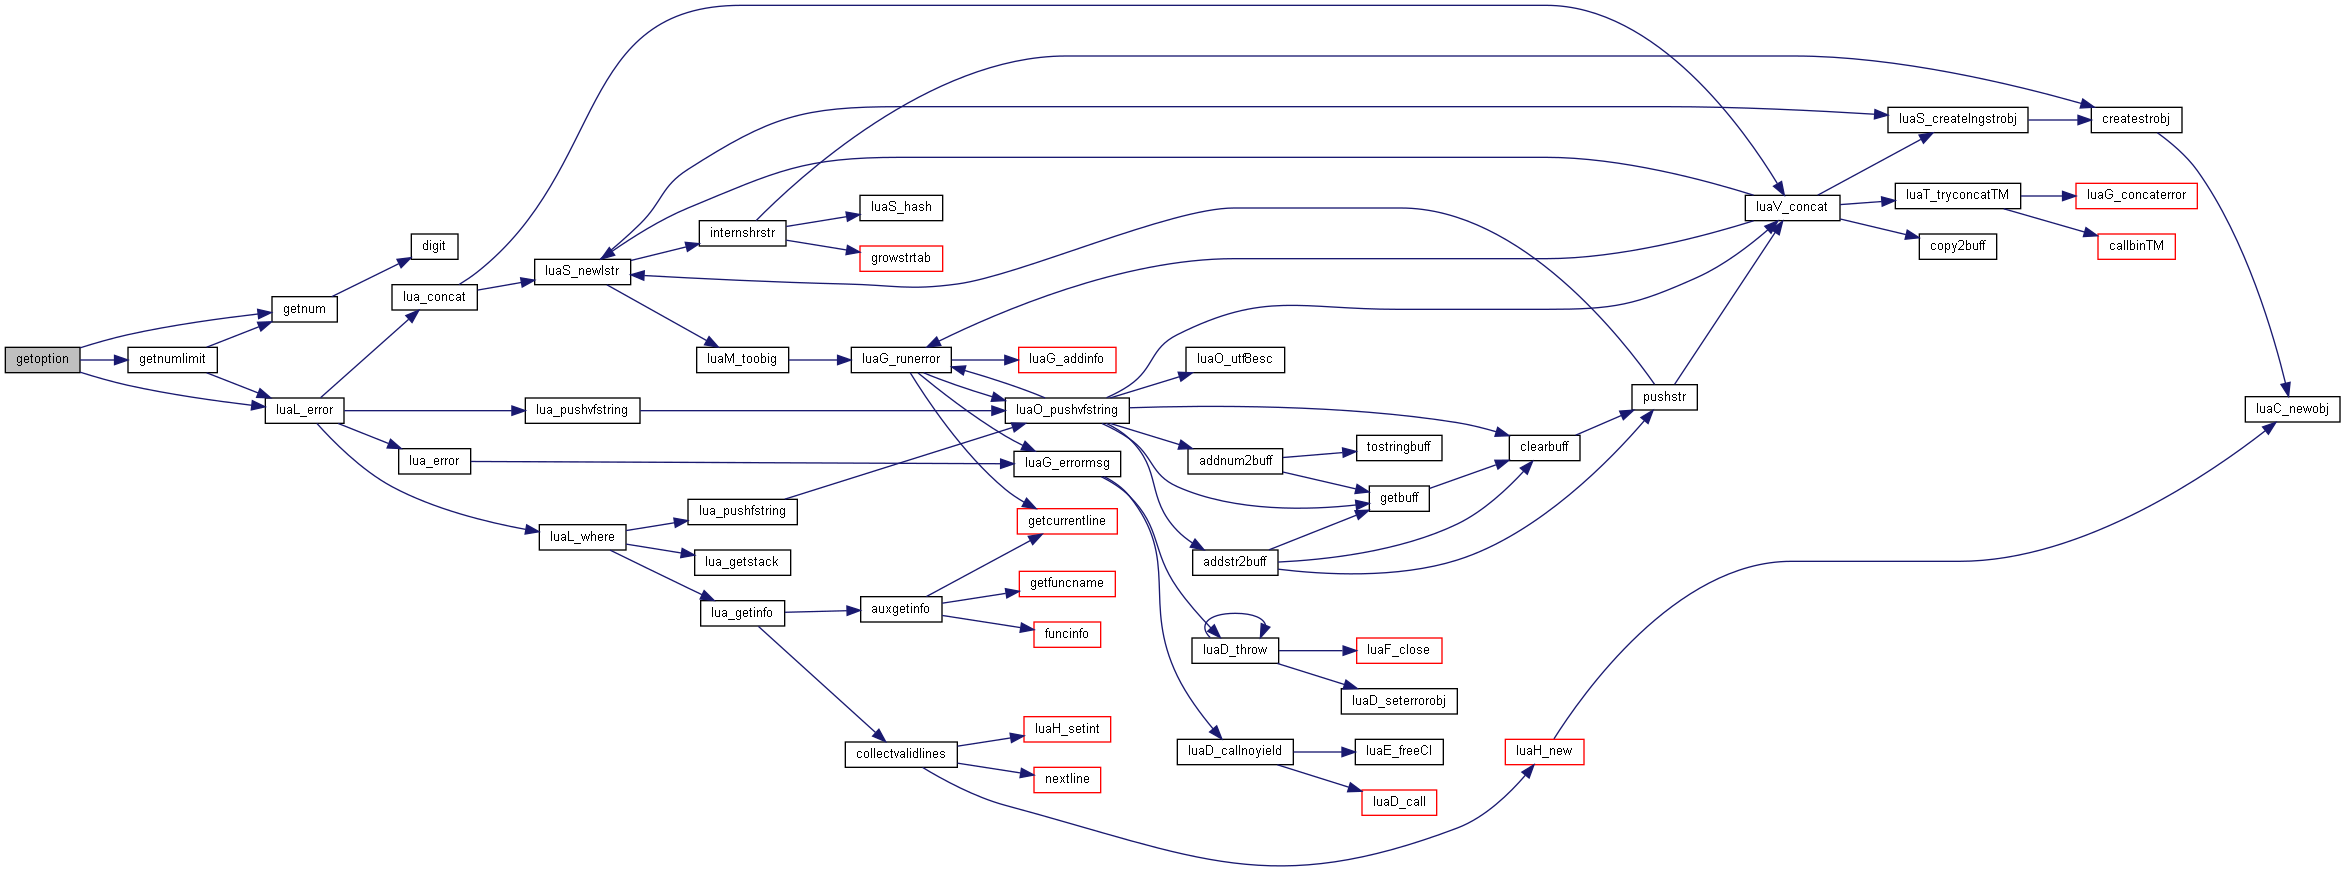 getoption
getnum
getnumlimit
luaL_error
digit
lua_concat
lua_pushvfstring
lua_error
luaL_where
luaS_newlstr
internshrstr
luaM_toobig
lua_pushfstring
lua_getstack
lua_getinfo
luaS_hash
growstrtab
luaG_runerror
auxgetinfo
collectvalidlines
luaG_addinfo
luaO_pushvfstring
luaG_errormsg
getcurrentline
getfuncname
funcinfo
luaH_setint
nextline
luaO_utf8esc
addnum2buff
addstr2buff
luaD_throw
luaD_callnoyield
tostringbuff
getbuff
luaF_close
luaD_seterrorobj
luaE_freeCI
luaD_call
clearbuff
luaH_new
pushstr
luaV_concat
luaS_createlngstrobj
luaT_tryconcatTM
copy2buff
createstrobj
luaG_concaterror
callbinTM
luaC_newobj